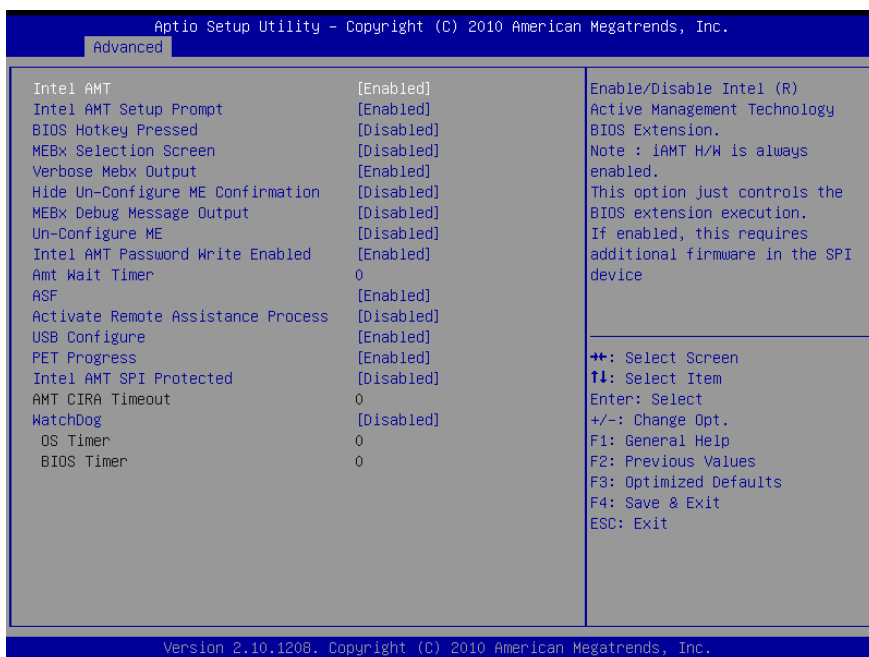 Aptio Setup Utility – Copyright (C) 2010 American Megatrends, Inc.
Advanced
Intel AMT [Enabled]
Intel AMT Setup Prompt [Enabled]
BIOS Hotkey Pressed [Disabled]
MEBx Selection Screen [Disabled]
Verbose Mebx Output [Enabled]
Hide Un-Configure ME Confirmation [Disabled]
MEBx Debug Message Output [Disabled]
Un-Configure ME [Disabled]
Intel AMT Password Write Enabled [Enabled]
Amt Wait Timer 0
ASF [Enabled]
Activate Remote Assistance Process [Disabled]
USB Configure [Enabled]
PET Progress [Enabled]
Intel AMT SPI Protected [Disabled]
AMT CIRA Timeout 0
WatchDog [Disabled]
OS Timer 0
BIOS Timer 0
Enable/Disable Intel (R)
Active Management Technology
BIOS Extension.
Note : iAMT H/W is always
enabled.
This option just controls the
BIOS extension execution.
If enabled, this requires
additional firmware in the SPI
device
→←: Select Screen
↑↓: Select Item
Enter: Select
+/-: Change Opt.
F1: General Help
F2: Previous Values
F3: Optimized Defaults
F4: Save & Exit
ESC: Exit
Version 2.10.1208. Copyright (C) 2010 American Megatrends, Inc.